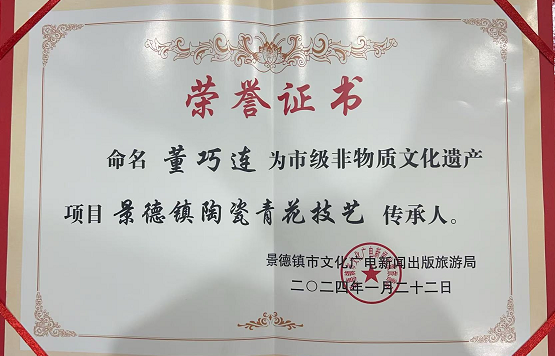 荣誉证书
命名 董巧连 为市级非物质文化遗产
项目 景德镇陶瓷青花技艺 传承人。
景德镇市文化广电新闻出版旅游局
二〇二四年一月二十二日